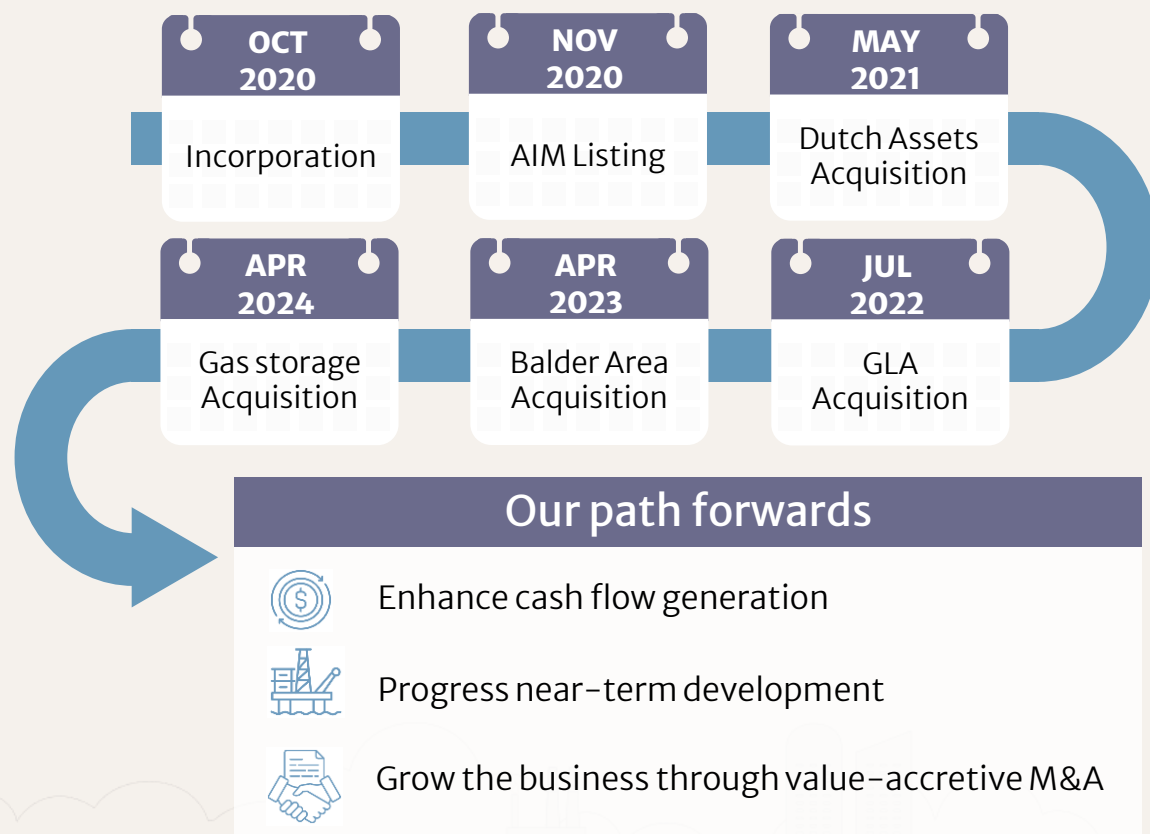 OCT
2020
Incorporation
NOV
2020
AIM Listing
MAY
2021
Dutch Assets
Acquisition
JUL
2022
GLA
Acquisition
APR
2023
Balder Area
Acquisition
APR
2024
Gas storage
Acquisition
Our path forwards
$
Enhance cash flow generation
Progress near-term development
Grow the business through value-accretive M&A